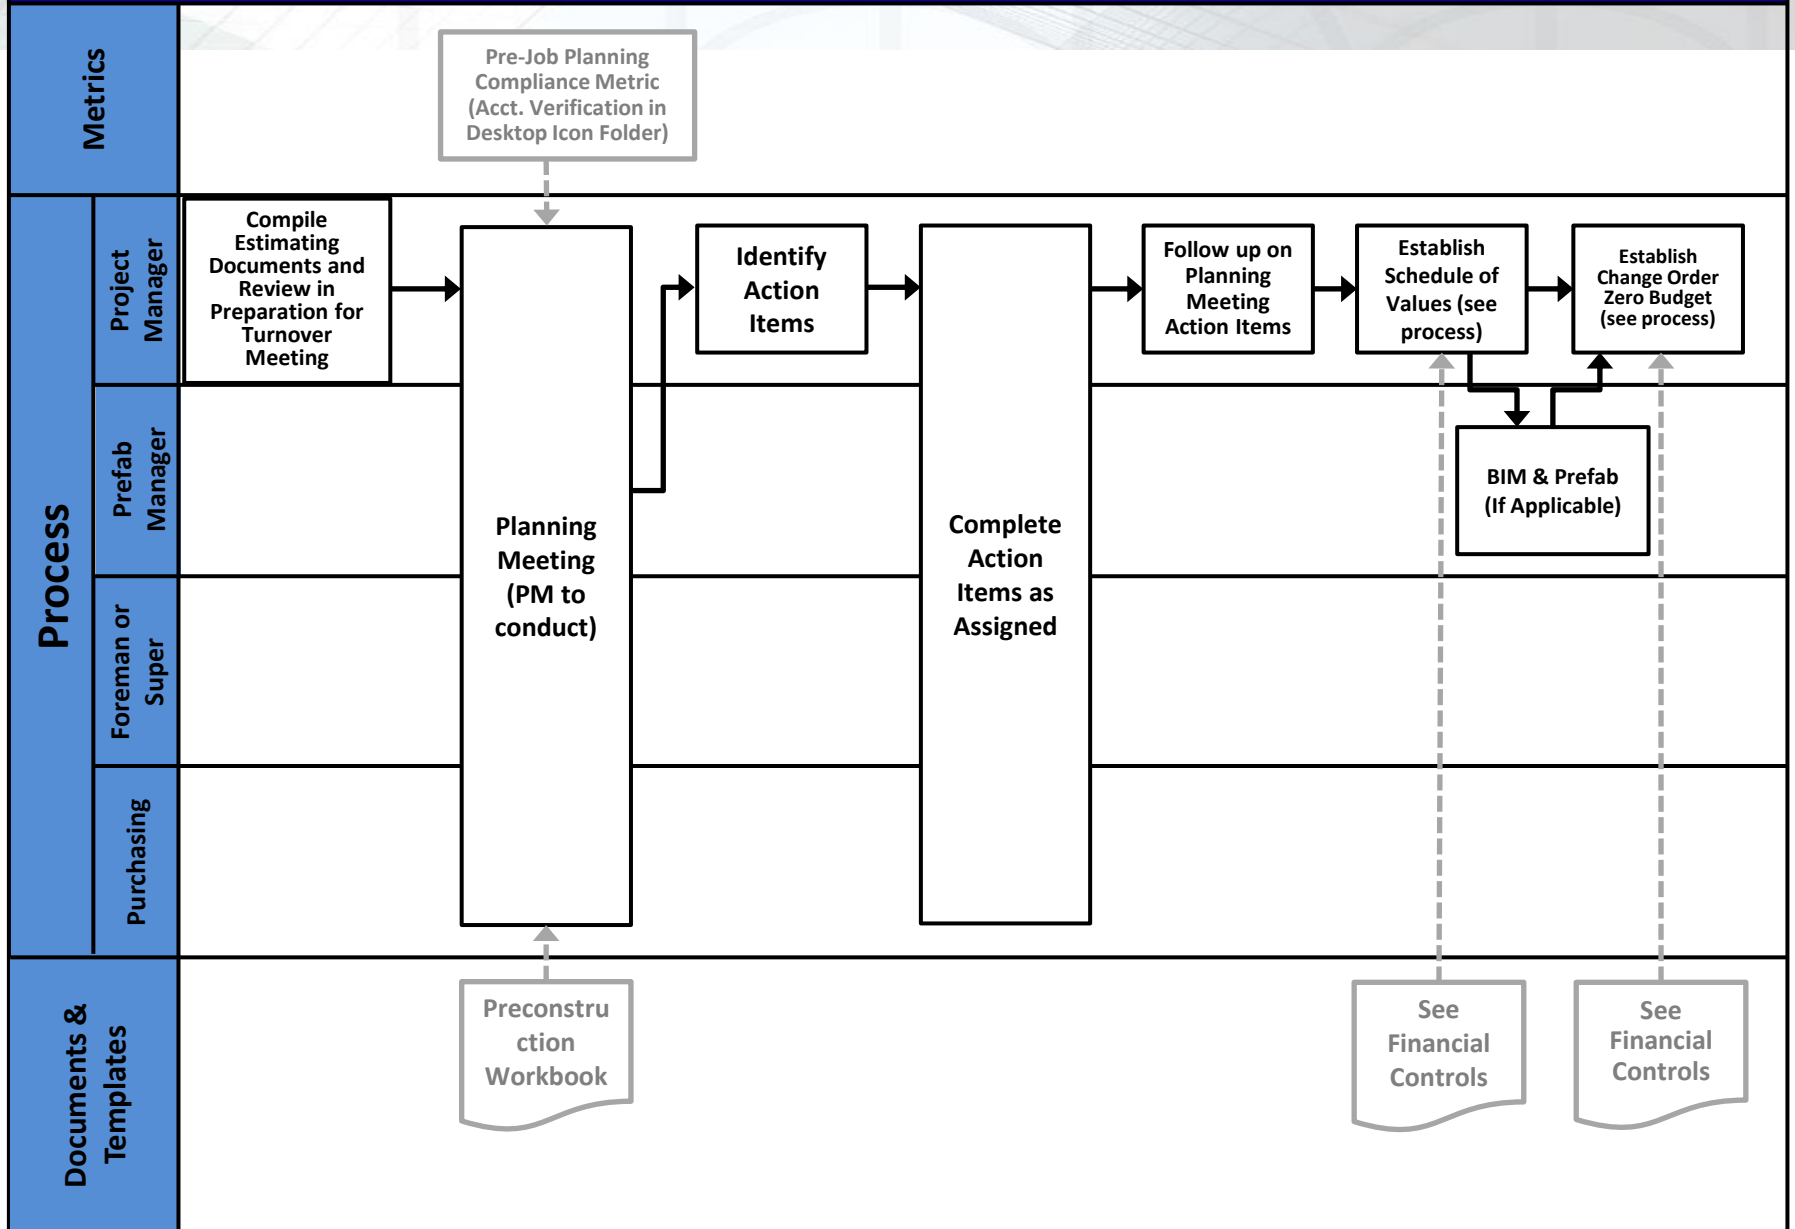 Metrics
Pre-Job Planning
Compliance Metric
(Acct. Verification in
Desktop Icon Folder)
Process
Project
Manager
Compile
Estimating
Documents and
Review in
Preparation for
Turnover
Meeting
Planning
Meeting
(PM to
conduct)
Identify
Action
Items
Complete
Action
Items as
Assigned
Follow up on
Planning
Meeting
Action Items
Establish
Schedule of
Values (see
process)
Establish
Change Order
Zero Budget
(see process)
Prefab
Manager
BIM & Prefab
(If Applicable)
Foreman or
Super
Purchasing
Documents &
Templates
Preconstru
ction
Workbook
See
Financial
Controls
See
Financial
Controls